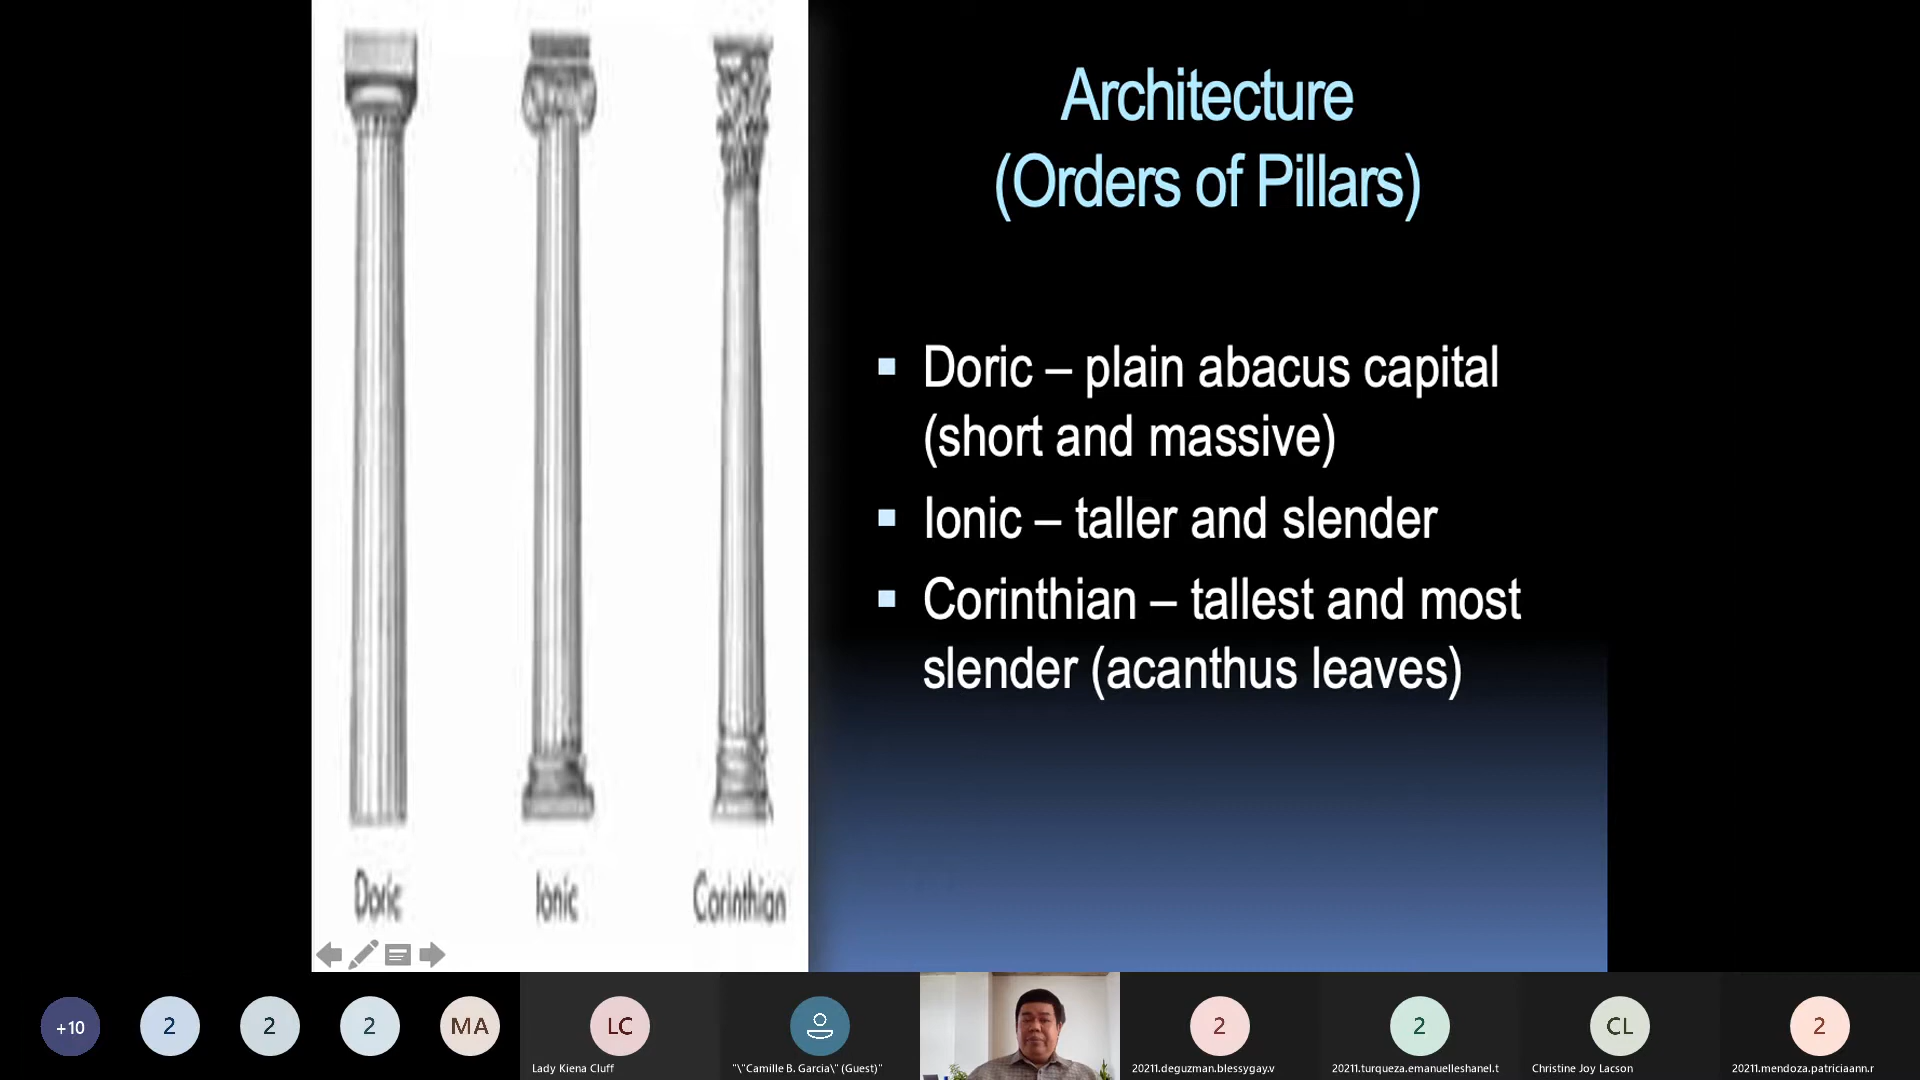 Architecture
(Orders of Pillars)
Doric – plain abacus capital
(short and massive)
Ionic – taller and slender
Corinthian – tallest and most
slender (acanthus leaves)
Doric
Ionic
Corinthian
+10
2
2
2
MA
LC
Lady Kiena Cluff
"\"Camille B. Garcia\" (Guest)"
2
20211.deguzman.blessygay.v
2
20211.turqueza.emanuelleshanel.t
CL
Christine Joy Lacson
2
20211.mendoza.patriciaann.r